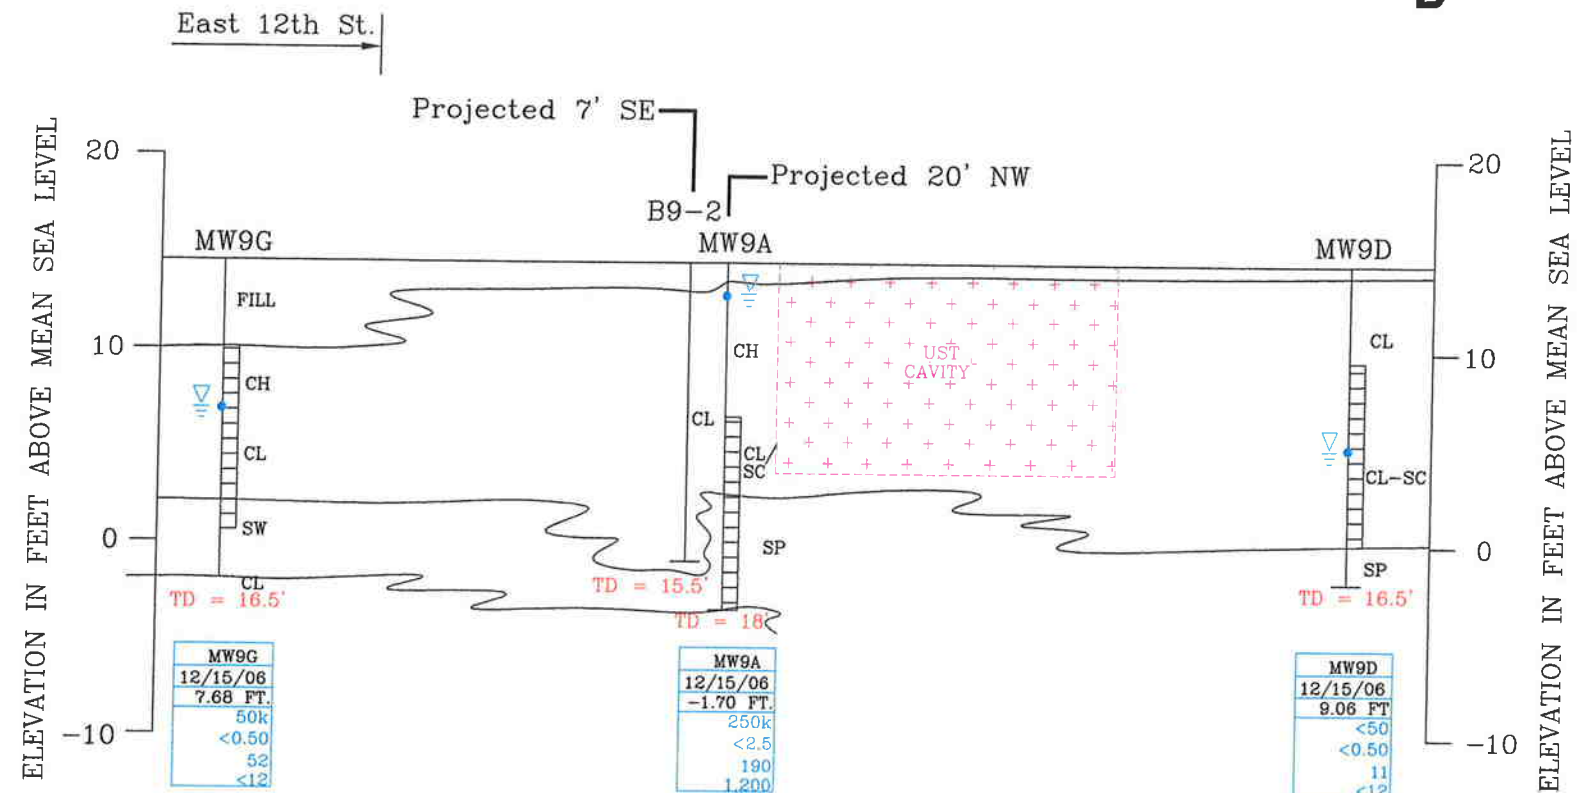 East 12th St.
Projected 7' SE
Projected 20' NW
B9-2
MW9G
MW9A
MW9D
ELEVATION IN FEET ABOVE MEAN SEA LEVEL
20
10
0
-10
FILL
CH
CL
SW
CL
TD = 16.5'
CL
TD = 15.5'
CH
CL/
SC
SP
TD = 18'
UST
CAVITY
CL
CL-SC
SP
TD = 16.5'
20
10
0
-10
ELEVATION IN FEET ABOVE MEAN SEA LEVEL
MW9G
12/15/06
7.68 FT.
50k
<0.50
52
<12
MW9A
12/15/06
-1.70 FT.
250k
<2.5
190
1,200
MW9D
12/15/06
9.06 FT
<50
<0.50
11
<12